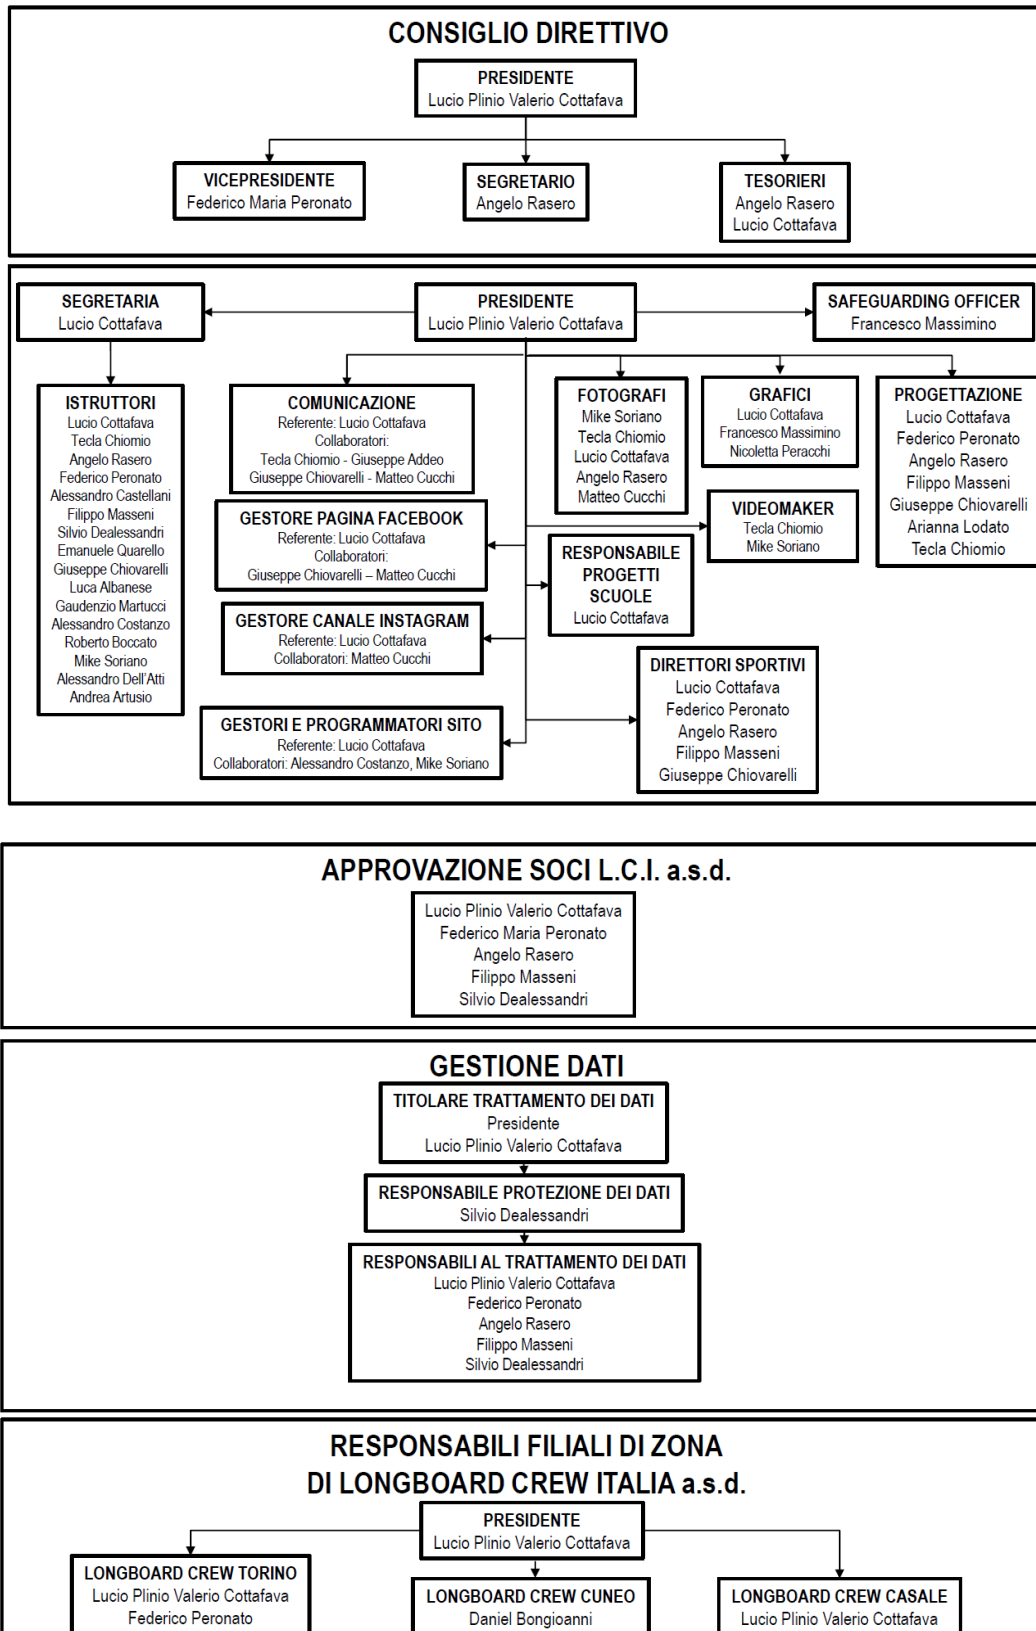 CONSIGLIO DIRETTIVO
PRESIDENTE
Lucio Plinio Valerio Cottafava
VICEPRESIDENTE
Federico Maria Peronato
SEGRETARIO
Angelo Rasero
TESORIERI
Angelo Rasero
Lucio Cottafava
SEGRETARIA
Lucio Cottafava
PRESIDENTE
Lucio Plinio Valerio Cottafava
SAFEGUARDING OFFICER
Francesco Massimino
ISTRUTTORI
Lucio Cottafava
Tecla Chiomio
Angelo Rasero
Federico Peronato
Alessandro Castellani
Filippo Masseni
Silvio Dealessandri
Emanuele Quarello
Giuseppe Chiovarelli
Luca Albanese
Gaudenzio Martucci
Alessandro Costanzo
Roberto Boccato
Mike Soriano
Alessandro Dell'Atti
Andrea Artusio
COMUNICAZIONE
Referente: Lucio Cottafava
Collaboratori:
Tecla Chiomio - Giuseppe Addeo
Giuseppe Chiovarelli - Matteo Cucchi
GESTORE PAGINA FACEBOOK
Referente: Lucio Cottafava
Collaboratori:
Giuseppe Chiovarelli – Matteo Cucchi
GESTORE CANALE INSTAGRAM
Referente: Lucio Cottafava
Collaboratori: Matteo Cucchi
GESTORI E PROGRAMMATORI SITO
Referente: Lucio Cottafava
Collaboratori: Alessandro Costanzo, Mike Soriano
FOTOGRAFI
Mike Soriano
Tecla Chiomio
Lucio Cottafava
Angelo Rasero
Matteo Cucchi
GRAFICI
Lucio Cottafava
Francesco Massimino
Nicoletta Peracchi
PROGETTAZIONE
Lucio Cottafava
Federico Peronato
Angelo Rasero
Filippo Masseni
Giuseppe Chiovarelli
Arianna Lodato
Tecla Chiomio
VIDEOMAKER
Tecla Chiomio
Mike Soriano
RESPONSABILE
PROGETTI
SCUOLE
Lucio Cottafava
DIRETTORI SPORTIVI
Lucio Cottafava
Federico Peronato
Angelo Rasero
Filippo Masseni
Giuseppe Chiovarelli
APPROVAZIONE SOCI L.C.I. a.s.d.
Lucio Plinio Valerio Cottafava
Federico Maria Peronato
Angelo Rasero
Filippo Masseni
Silvio Dealessandri
GESTIONE DATI
TITOLARE TRATTAMENTO DEI DATI
Presidente
Lucio Plinio Valerio Cottafava
RESPONSABILE PROTEZIONE DEI DATI
Silvio Dealessandri
RESPONSABILI AL TRATTAMENTO DEI DATI
Lucio Plinio Valerio Cottafava
Federico Peronato
Angelo Rasero
Filippo Masseni
Silvio Dealessandri
RESPONSABILI FILIALI DI ZONA
DI LONGBOARD CREW ITALIA a.s.d.
PRESIDENTE
Lucio Plinio Valerio Cottafava
LONGBOARD CREW TORINO
Lucio Plinio Valerio Cottafava
Federico Peronato
LONGBOARD CREW CUNEO
Daniel Bongioanni
LONGBOARD CREW CASALE
Lucio Plinio Valerio Cottafava